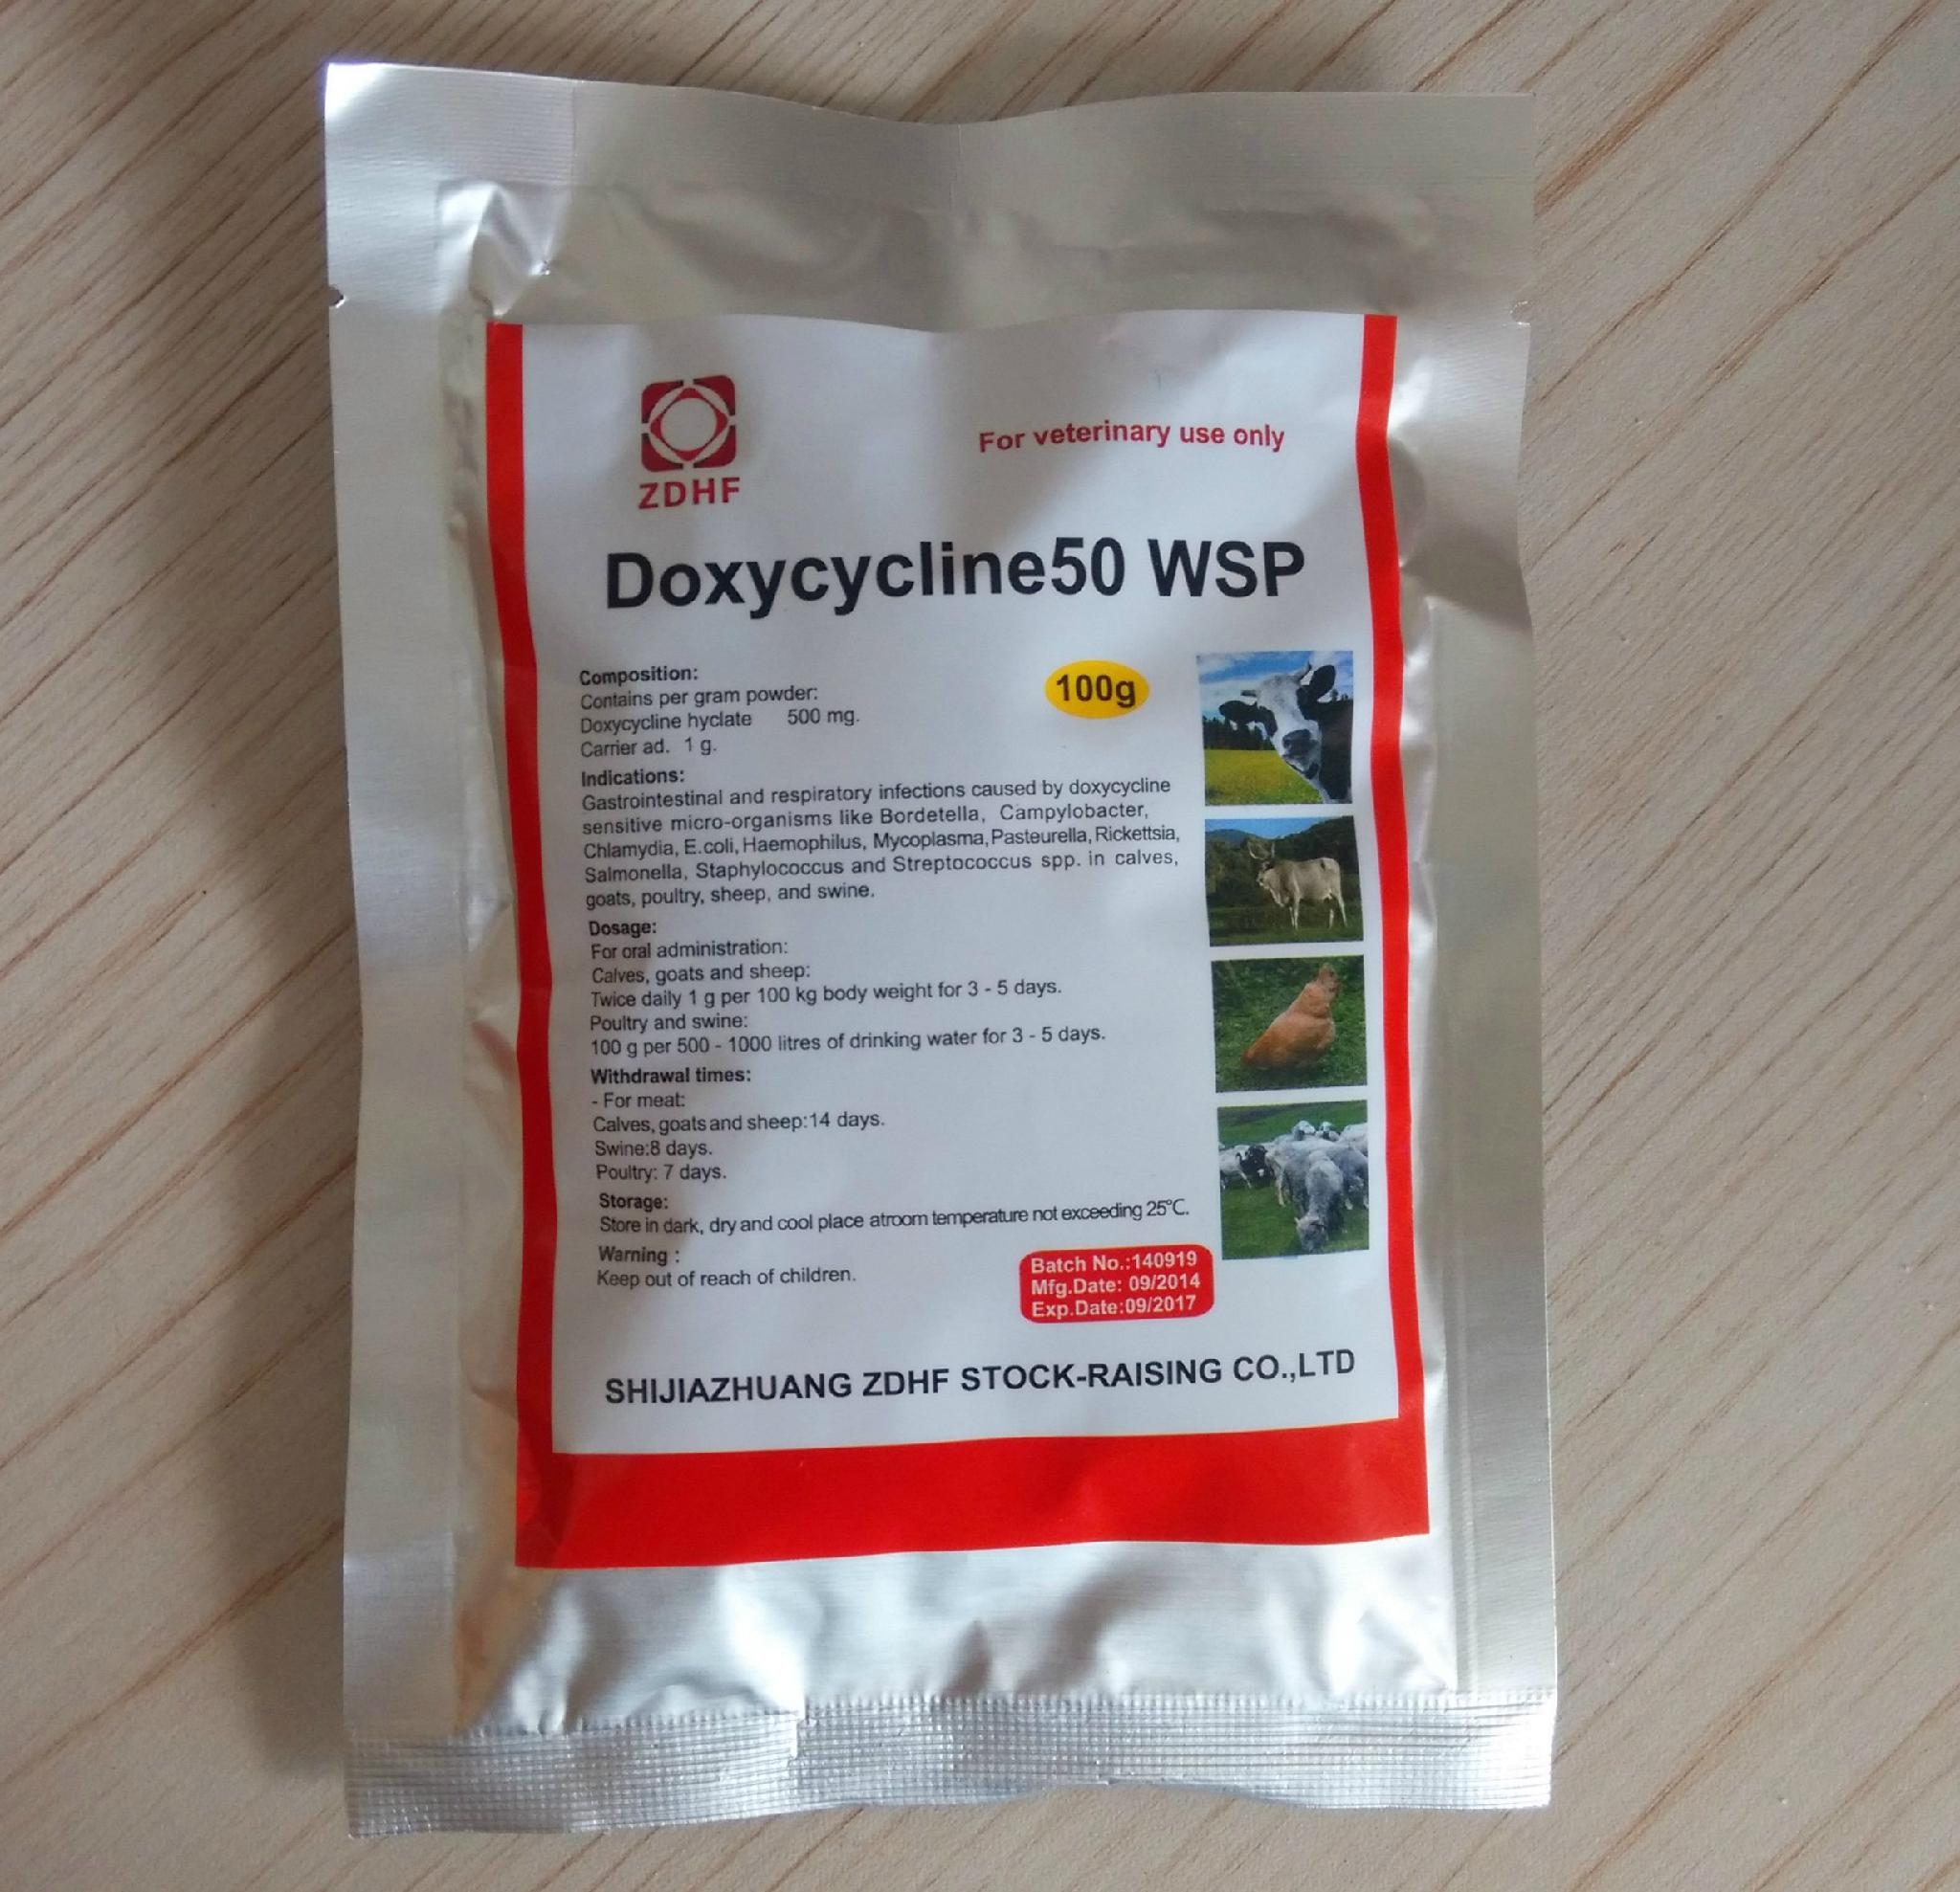 ZDHF
For veterinary use only
Doxycycline50 WSP
100g
Composition:
Contains per gram powder:
Doxycycline hyclate 500 mg.
Carrier ad. 1 g.
Indications:
Gastrointestinal and respiratory infections caused by doxycycline
sensitive micro-organisms like Bordetella, Campylobacter,
Chlamydia, E.coli, Haemophilus, Mycoplasma, Pasteurella, Rickettsia,
Salmonella, Staphylococcus and Streptococcus spp. in calves,
goats, poultry, sheep, and swine.
Dosage:
For oral administration:
Calves, goats and sheep:
Twice daily 1 g per 100 kg body weight for 3 - 5 days.
Poultry and swine:
100 g per 500 - 1000 litres of drinking water for 3 - 5 days.
Withdrawal times:
- For meat:
Calves, goats and sheep:14 days.
Swine:8 days.
Poultry: 7 days.
Storage:
Store in dark, dry and cool place atroom temperature not exceeding 25℃.
Warning :
Keep out of reach of children.
Batch No.:140919
Mfg.Date: 09/2014
Exp.Date:09/2017
SHIJIAZHUANG ZDHF STOCK-RAISING CO.,LTD